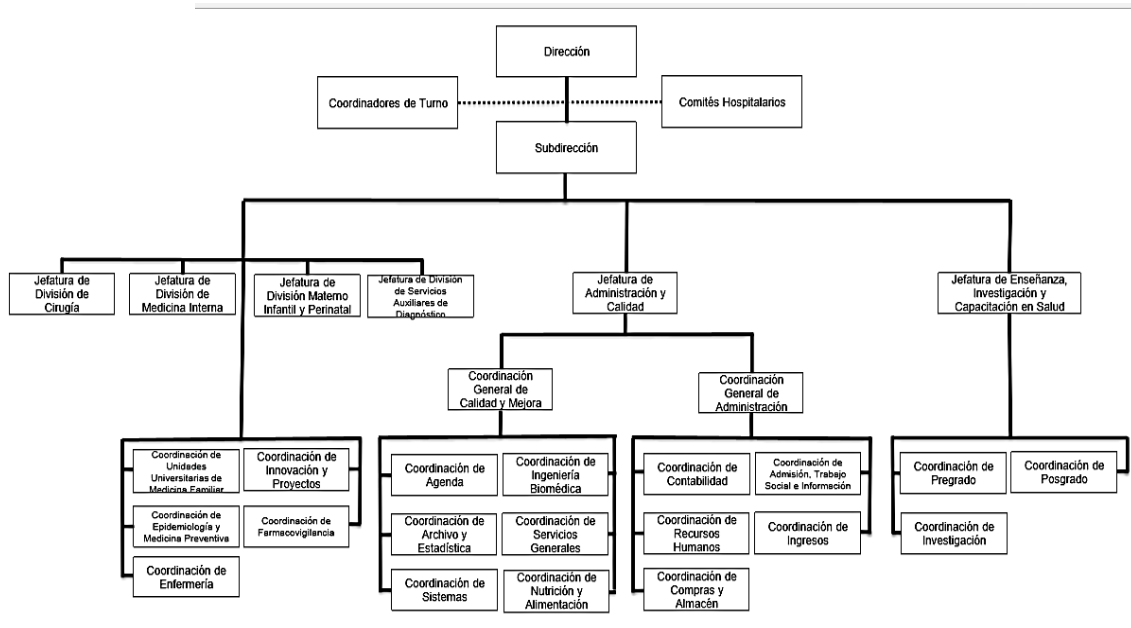 Dirección
Coordinadores de Turno
Comités Hospitalarios
Subdirección
Jefatura de
División de
Cirugía
Jefatura de
División de
Medicina Interna
Jefatura de
División Materno
Infantil y Perinatal
Jefatura de División
de Servicios
Auxiliares de
Diagnóstico
Jefatura de
Administración y
Calidad
Jefatura de Enseñanza,
Investigación y
Capacitación en Salud
Coordinación
General de
Calidad y Mejora
Coordinación
General de
Administración
Coordinación de
Unidades
Universitarias de
Medicina Familiar
Coordinación de
Innovación y
Proyectos
Coordinación de
Epidemiología y
Medicina Preventiva
Coordinación de
Farmacovigilancia
Coordinación de
Enfermería
Coordinación de
Agenda
Coordinación de
Ingeniería
Biomédica
Coordinación de
Archivo y
Estadística
Coordinación de
Servicios
Generales
Coordinación de
Sistemas
Coordinación de
Nutrición y
Alimentación
Coordinación de
Contabilidad
Coordinación de
Admisión, Trabajo
Social e Información
Coordinación de
Recursos
Humanos
Coordinación de
Ingresos
Coordinación de
Compras y
Almacén
Coordinación de
Pregrado
Coordinación de
Posgrado
Coordinación de
Investigación